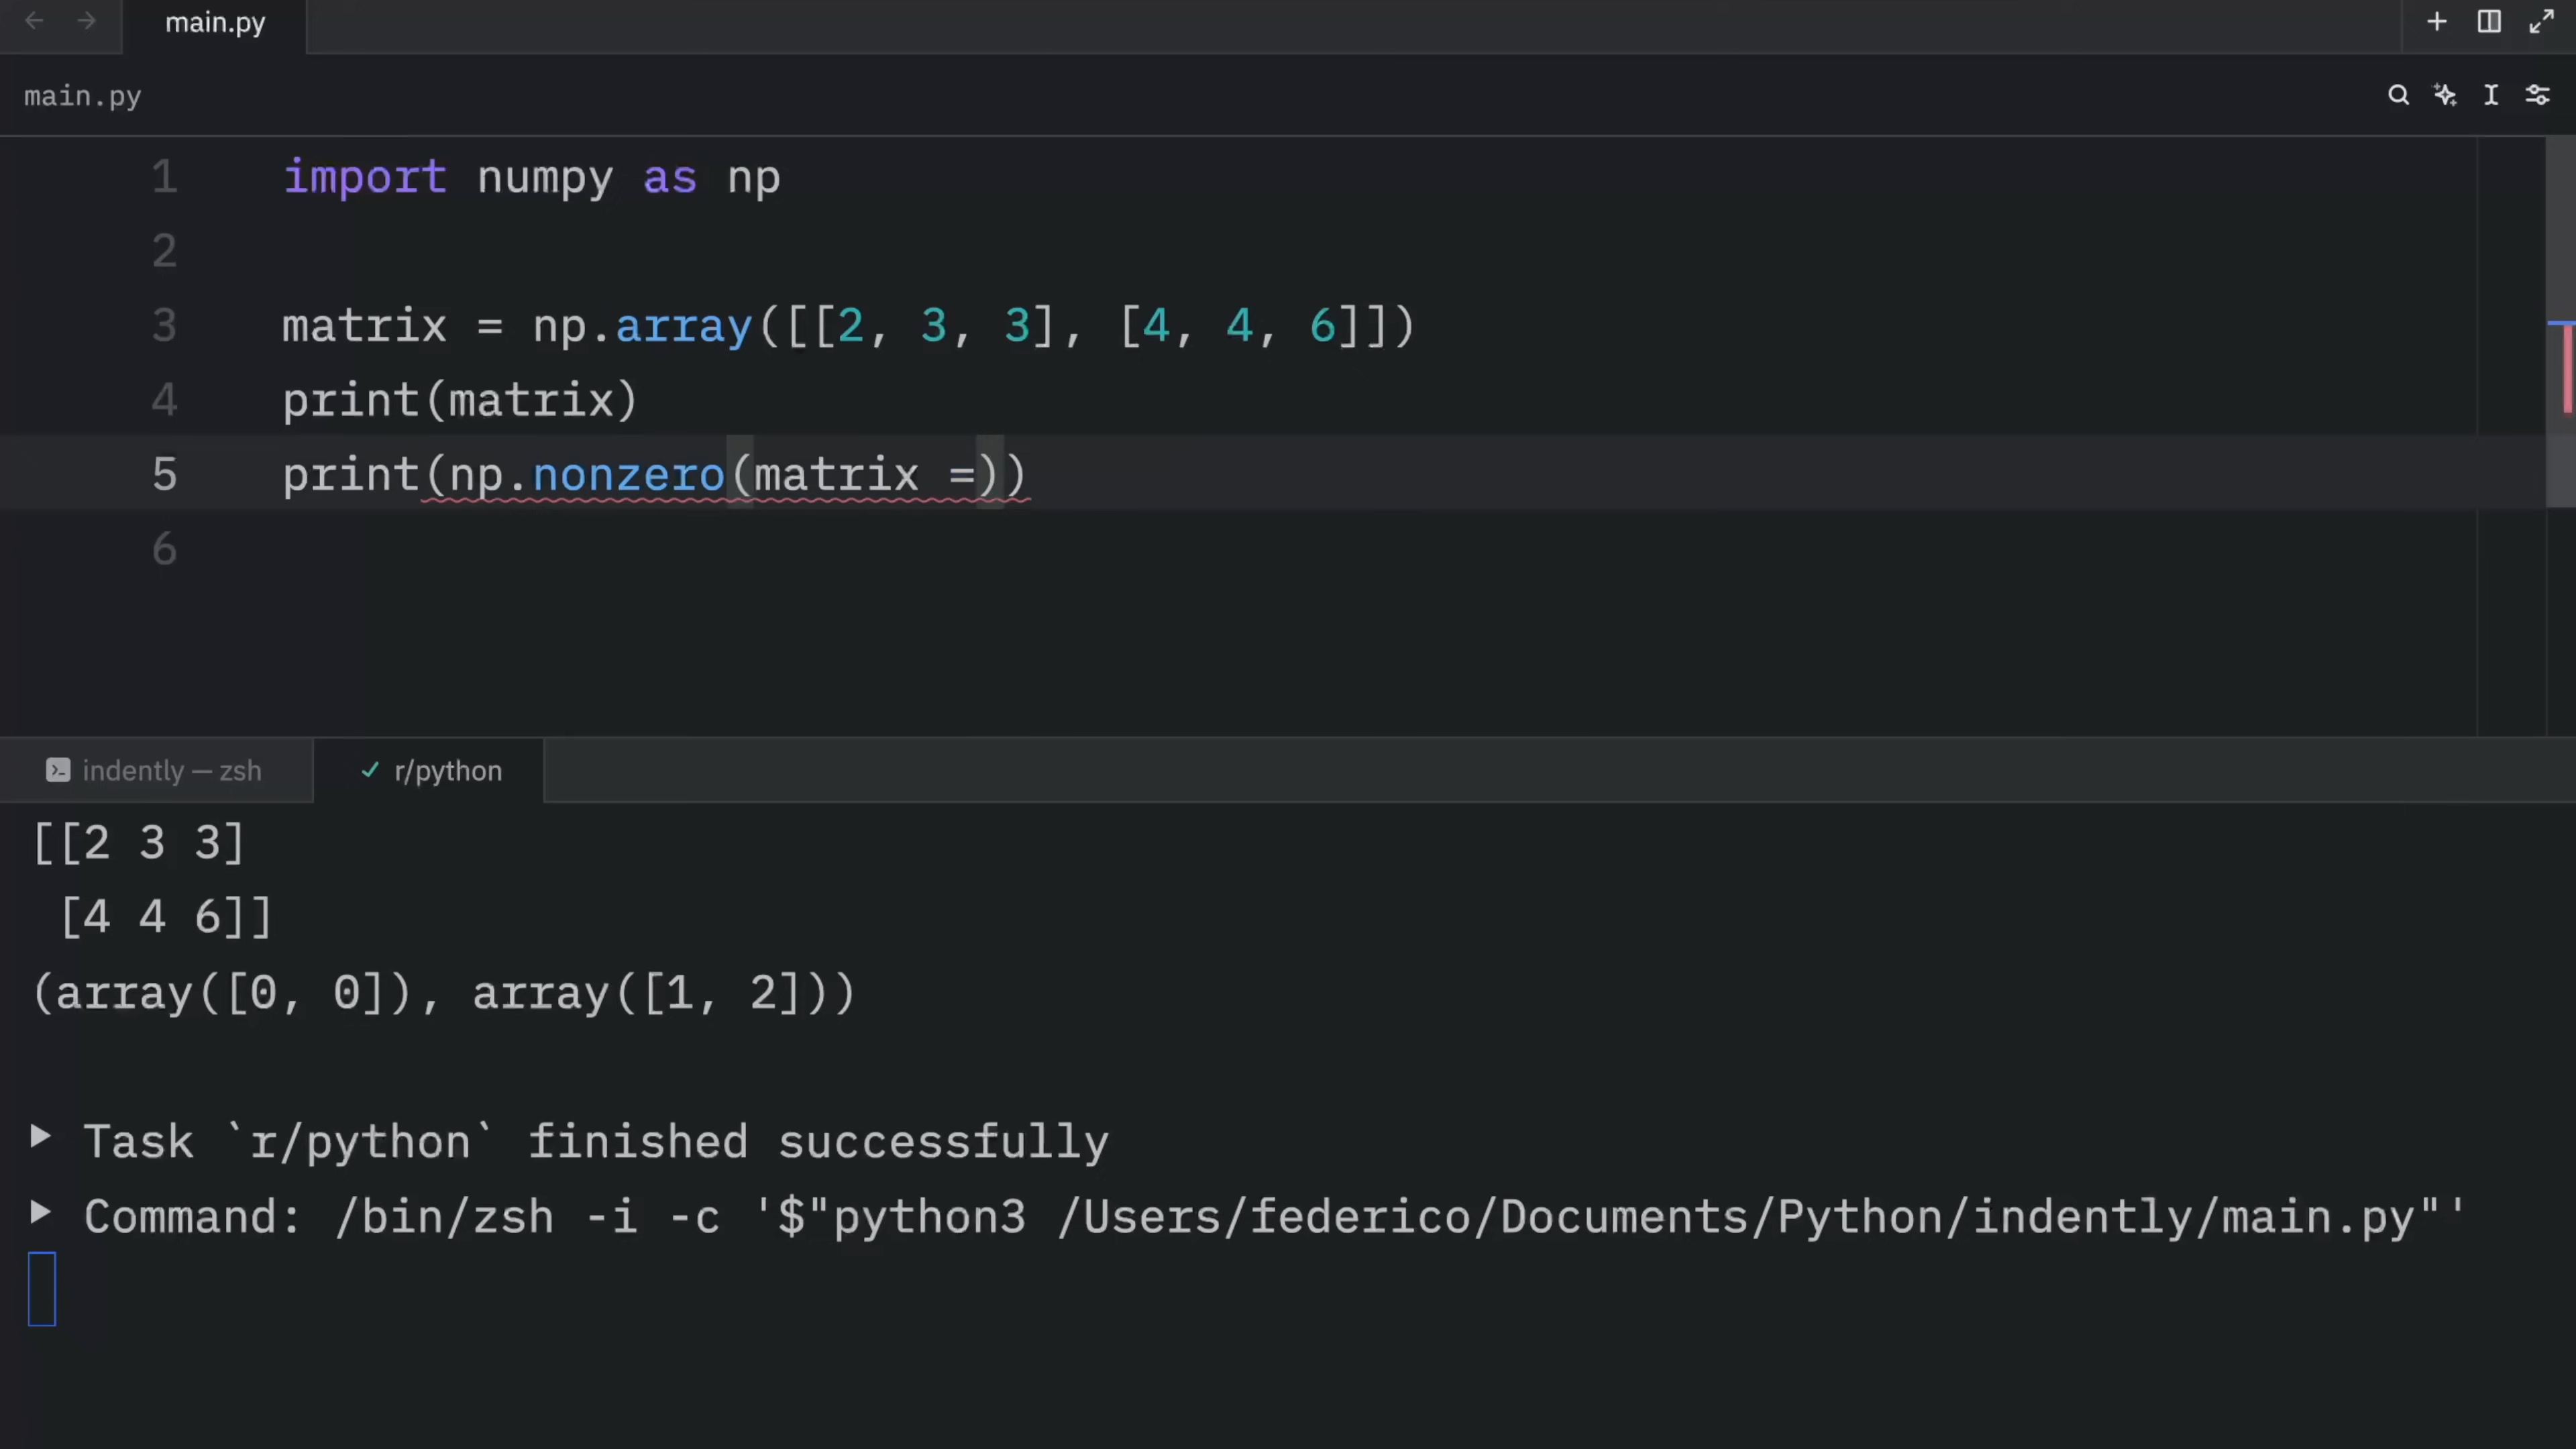 main.py
main.py
1 import numpy as np
2
3 matrix = np.array([[2, 3, 3], [4, 4, 6]])
4 print(matrix)
5 print(np.nonzero(matrix =))
6
indently — zsh r/python
[[2 3 3]
 [4 4 6]]
(array([0, 0]), array([1, 2]))
Task `r/python` finished successfully
Command: /bin/zsh -i -c '$"python3 /Users/federico/Documents/Python/indently/main.py"'